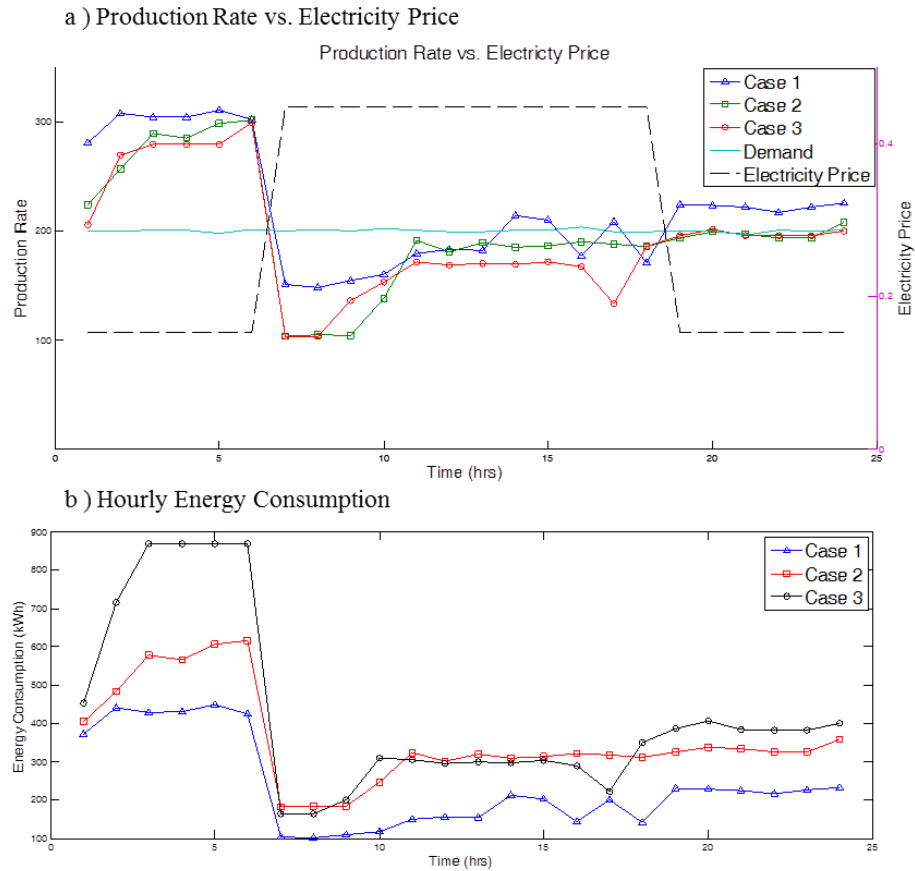 a ) Production Rate vs. Electricity Price
Production Rate vs. Electricty Price
Case 1
Case 2
Case 3
Demand
Electricity Price
300
200
100
Production Rate
0.4
0.2
0
Electricity Price
0 5 10 15 20 25
Time (hrs)
b ) Hourly Energy Consumption
Case 1
Case 2
Case 3
900
800
700
600
500
400
300
200
100
Energy Consumption (kWh)
0 5 10 15 20 25
Time (hrs)